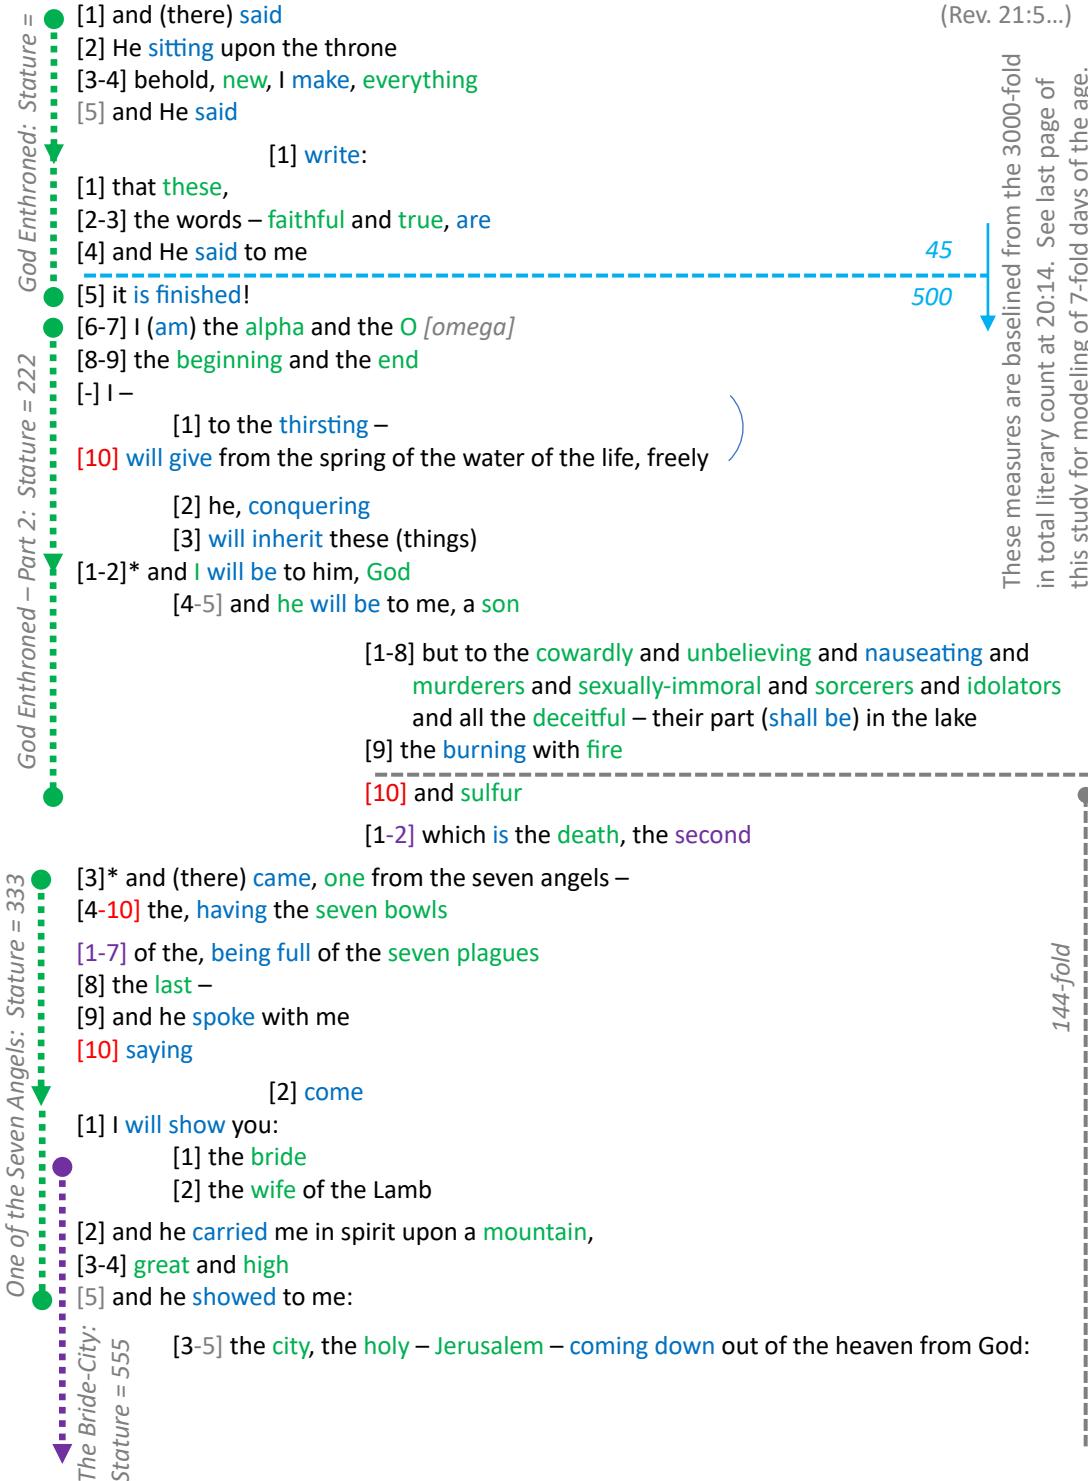 [1] and (there) said
(Rev. 21:5...)
[2] He sitting upon the throne
[3-4] behold, new, I make, everything
[5] and He said
[1] write:
[1] that these,
[2-3] the words – faithful and true, are
[4] and He said to me
45
[5] it is finished!
500
[6-7] I (am) the alpha and the O [omega]
[8-9] the beginning and the end
[-] I –
[1] to the thirsting –
[10] will give from the spring of the water of the life, freely
[2] he, conquering
[3] will inherit these (things)
[1-2]* and I will be to him, God
[4-5] and he will be to me, a son
[1-8] but to the cowardly and unbelieving and nauseating and
murderers and sexually-immoral and sorcerers and idolators
and all the deceitful – their part (shall be) in the lake
[9] the burning with fire
[10] and sulfur
[1-2] which is the death, the second
[3]* and (there) came, one from the seven angels –
[4-10] the, having the seven bowls
[1-7] of the, being full of the seven plagues
[8] the last –
[9] and he spoke with me
[10] saying
[2] come
[1] I will show you:
[1] the bride
[2] the wife of the Lamb
[2] and he carried me in spirit upon a mountain,
[3-4] great and high
[5] and he showed to me:
[3-5] the city, the holy – Jerusalem – coming down out of the heaven from God:
God Enthroned: Stature =
God Enthroned – Part 2: Stature = 222
One of the Seven Angels: Stature = 333
The Bride-City:
Stature = 555
These measures are baselined from the 3000-fold
in total literary count at 20:14. See last page of
this study for modeling of 7-fold days of the age.
144-fold